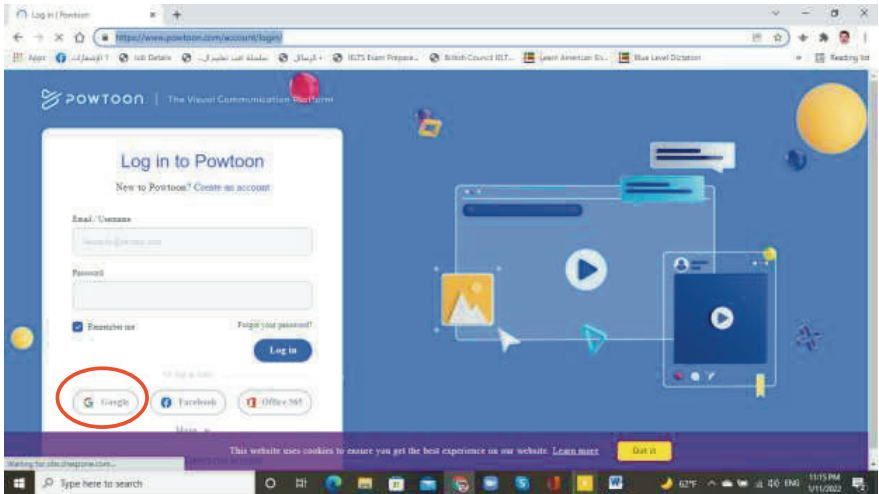 Log in | Powtoon
https://www.powtoon.com/account/login/
Apps
Job Details
IELTS Exam Prepara...
British Council IELT...
Learn American En...
Blue Level Dictation
Reading list
POWTOON | The Visual Communication Platform
Log in to Powtoon
New to Powtoon? Create an account
Email / Username
Password
Remember me
Forgot your password?
Log in
Google
Facebook
Office 365
More
This website uses cookies to ensure you get the best experience on our website. Learn more
Got it
Type here to search
62°F
ENG
11:15 PM
1/11/2022